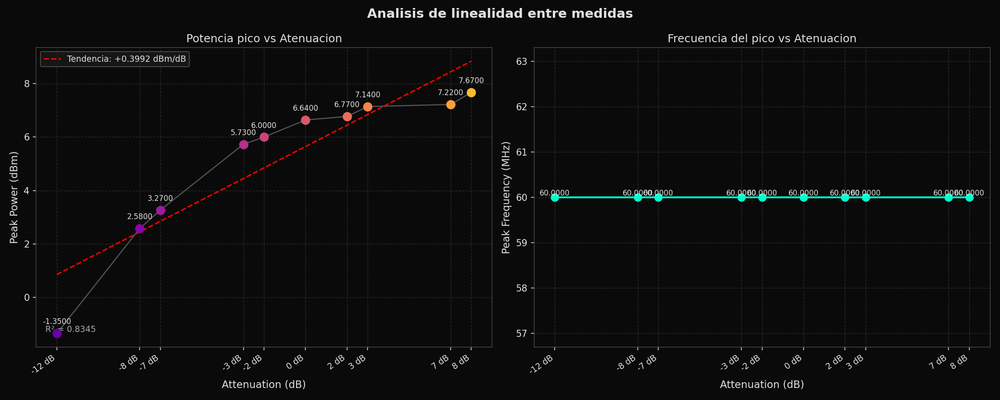 Analisis de linealidad entre medidas
Potencia pico vs Atenuacion
Tendencia: +0.3992 dBm/dB
Peak Power (dBm)
8
6
4
2
0
-1.3500
2.5800
3.2700
5.7300
6.0000
6.6400
6.7700
7.1400
7.2200
7.6700
R² = 0.8345
-12 dB
-8 dB
-7 dB
-3 dB
-2 dB
0 dB
2 dB
3 dB
7 dB
8 dB
Attenuation (dB)
Frecuencia del pico vs Atenuacion
Peak Frequency (MHz)
63
62
61
60
59
58
57
60.0000
60.0000
60.0000
60.0000
60.0000
60.0000
60.0000
60.0000
60.0000
60.0000
-12 dB
-8 dB
-7 dB
-3 dB
-2 dB
0 dB
2 dB
3 dB
7 dB
8 dB
Attenuation (dB)